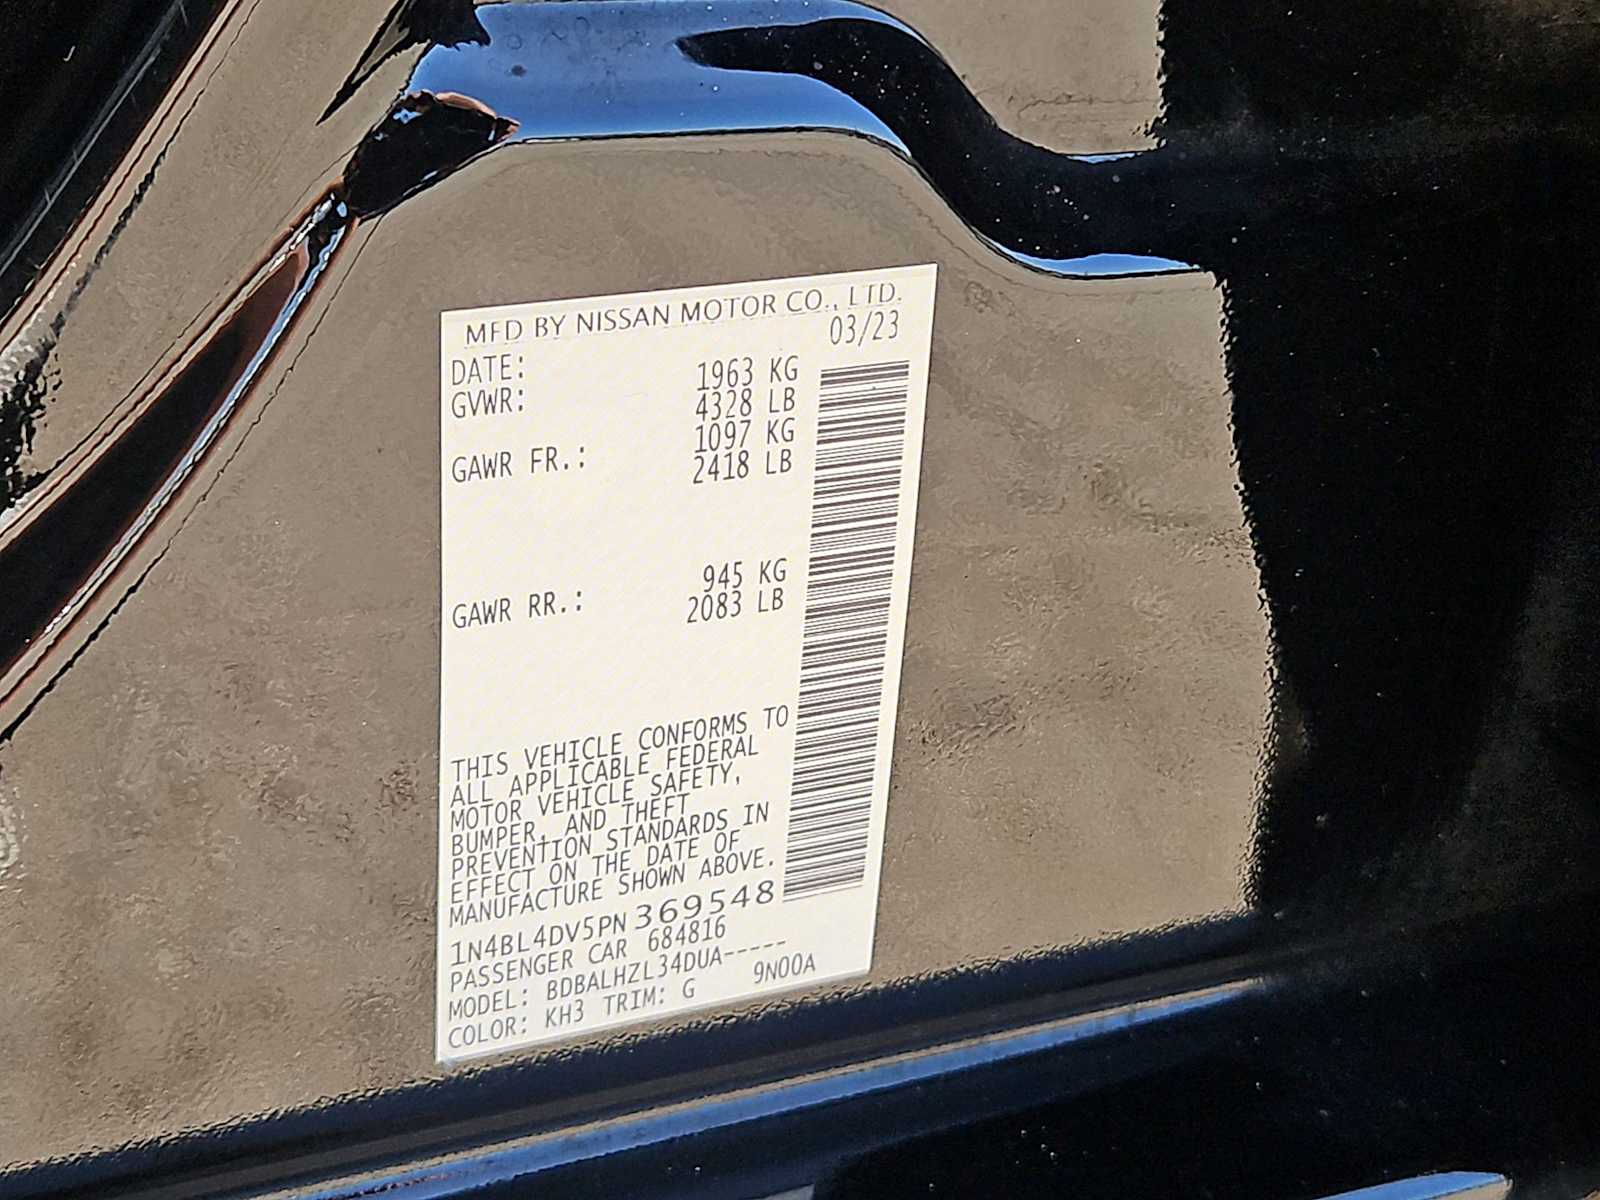 MFD BY NISSAN MOTOR CO., LTD.
DATE: 03/23
GVWR: 1963 KG
4328 LB
GAWR FR.: 1097 KG
2418 LB
GAWR RR.: 945 KG
2083 LB
THIS VEHICLE CONFORMS TO
ALL APPLICABLE FEDERAL
MOTOR VEHICLE SAFETY,
BUMPER, AND THEFT
PREVENTION STANDARDS IN
EFFECT ON THE DATE OF
MANUFACTURE SHOWN ABOVE.
1N4BL4DV5PN369548
PASSENGER CAR 684816
MODEL: BDBALHZL34DUA-----
COLOR: KH3 TRIM: G 9N00A